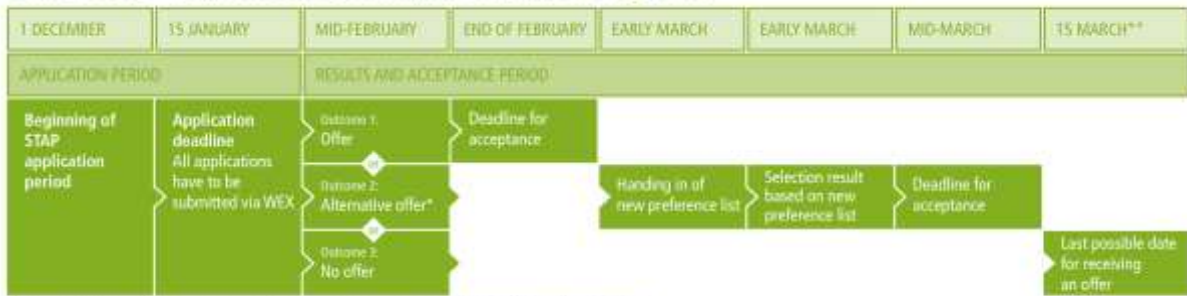 1 DECEMBER
15 JANUARY
MID-FEBRUARY
END OF FEBRUARY
EARLY MARCH
EARLY MARCH
MID-MARCH
15 MARCH**
APPLICATION PERIOD
RESULTS AND ACCEPTANCE PERIOD
Beginning of
STAP
application
period
Application
deadline
All applications
have to be
submitted via WEX
Outcome 1:
Offer
or
Outcome 2:
Alternative offer*
or
Outcome 3:
No offer
Deadline for
acceptance
Handing in of
new preference list
Selection result
based on new
preference list
Deadline for
acceptance
Last possible date
for receiving
an offer